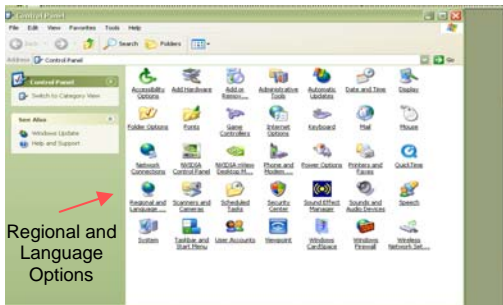 Control Panel
File Edit View Favorites Tools Help
Back Search Folders
Address Control Panel Go
Control Panel
Switch to Category View
See Also
Windows Update
Help and Support
Accessibility Options
Add Hardware
Add or Remov...
Administrative Tools
Automatic Updates
Date and Time
Display
Folder Options
Fonts
Game Controllers
Internet Options
Keyboard
Mail
Mouse
Network Connections
NVIDIA Control Panel
NVIDIA nView Desktop M...
Phone and Modem ...
Power Options
Printers and Faxes
QuickTime
Regional and Language ...
Scanners and Cameras
Scheduled Tasks
Security Center
Sound Effect Manager
Sounds and Audio Devices
Speech
System
Taskbar and Start Menu
User Accounts
Viewpoint
Windows CardSpace
Windows Firewall
Wireless Network Set...
Regional and
Language
Options